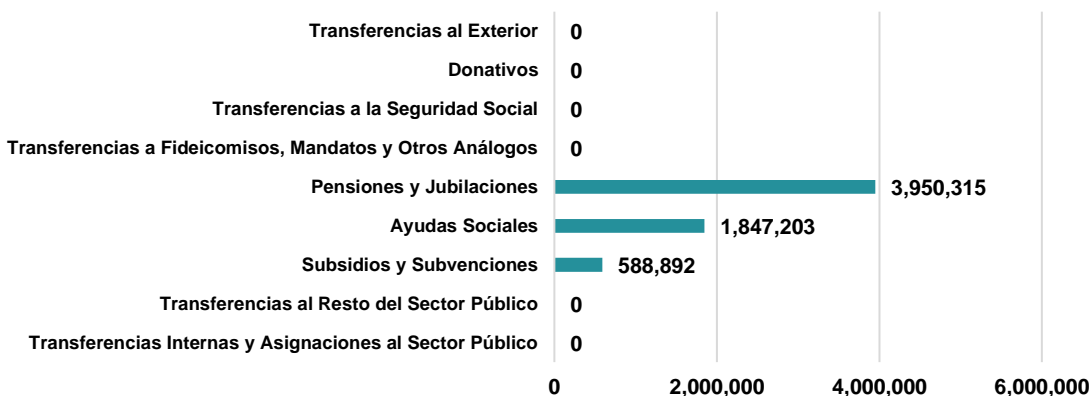 Transferencias al Exterior 0
Donativos 0
Transferencias a la Seguridad Social 0
Transferencias a Fideicomisos, Mandatos y Otros Análogos 0
Pensiones y Jubilaciones 3,950,315
Ayudas Sociales 1,847,203
Subsidios y Subvenciones 588,892
Transferencias al Resto del Sector Público 0
Transferencias Internas y Asignaciones al Sector Público 0
0 2,000,000 4,000,000 6,000,000